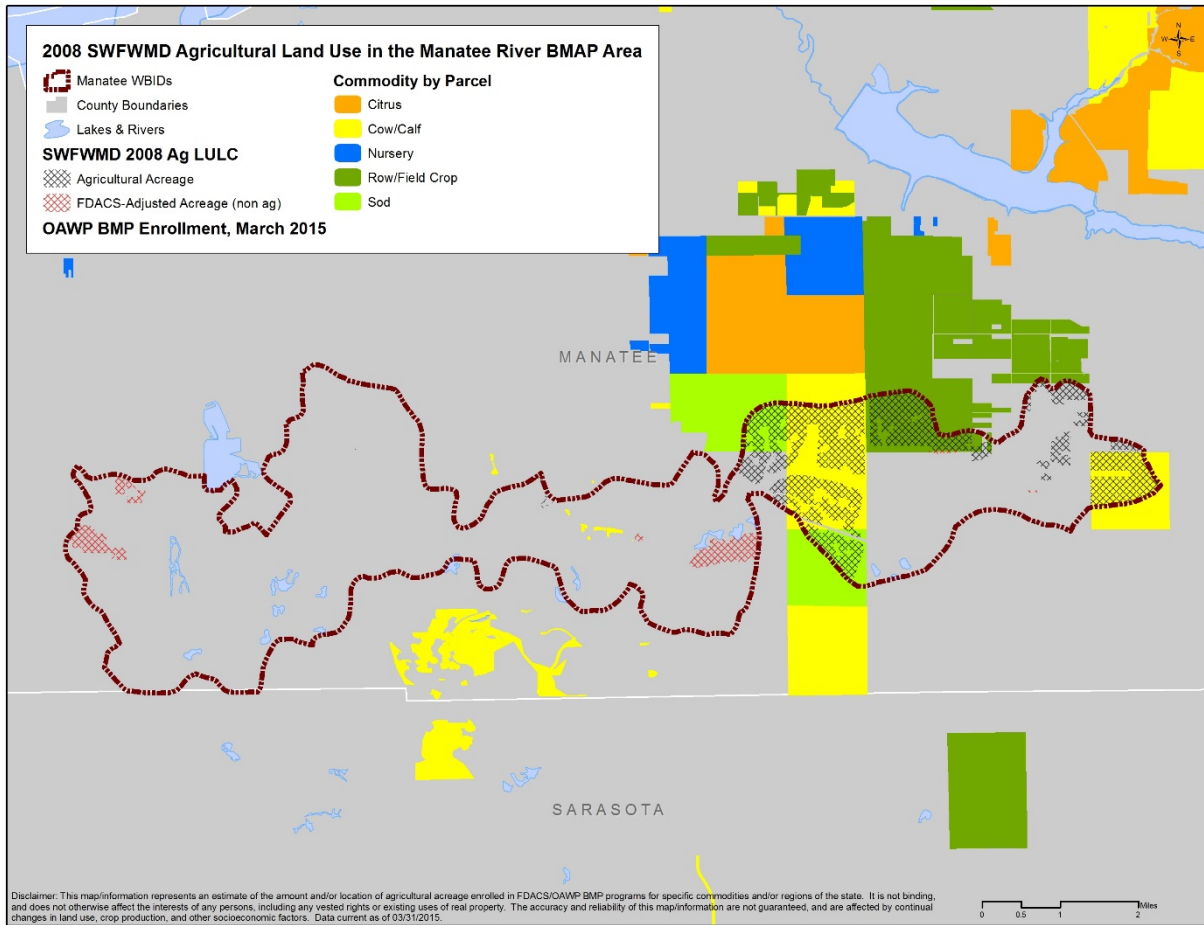 2008 SWFWMD Agricultural Land Use in the Manatee River BMAP Area
Manatee WBIDs
County Boundaries
Lakes & Rivers
SWFWMD 2008 Ag LULC
Agricultural Acreage
FDACS-Adjusted Acreage (non ag)
OAWP BMP Enrollment, March 2015
Commodity by Parcel
Citrus
Cow/Calf
Nursery
Row/Field Crop
Sod
N
W E
S
MANATEE
SARASOTA
Disclaimer: This map/information represents an estimate of the amount and/or location of agricultural acreage enrolled in FDACS/OAWP BMP programs for specific commodities and/or regions of the state. It is not binding,
and does not otherwise affect the interests of any persons, including any vested rights or existing uses of real property. The accuracy and reliability of this map/information are not guaranteed, and are affected by continual
changes in land use, crop production, and other socioeconomic factors. Data current as of 03/31/2015.
Miles
0 0.5 1 2